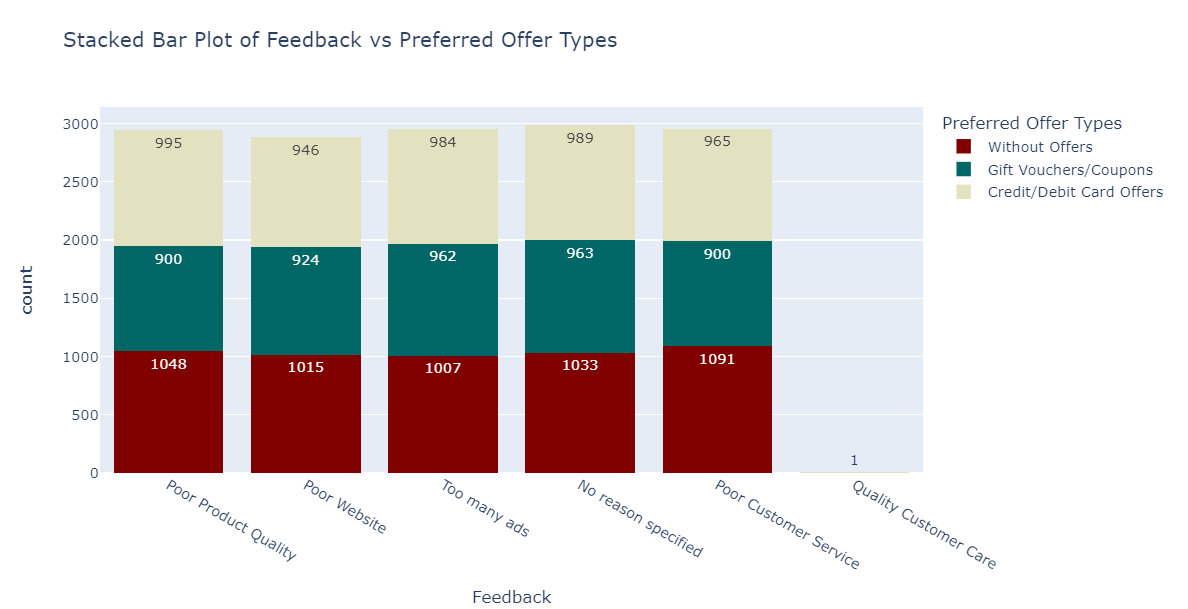 Stacked Bar Plot of Feedback vs Preferred Offer Types
Preferred Offer Types
Without Offers
Gift Vouchers/Coupons
Credit/Debit Card Offers
count
3000
2500
2000
1500
1000
500
0
995
946
984
989
965
900
924
962
963
900
1048
1015
1007
1033
1091
1
Poor Product Quality
Poor Website
Too many ads
No reason specified
Poor Customer Service
Quality Customer Care
Feedback